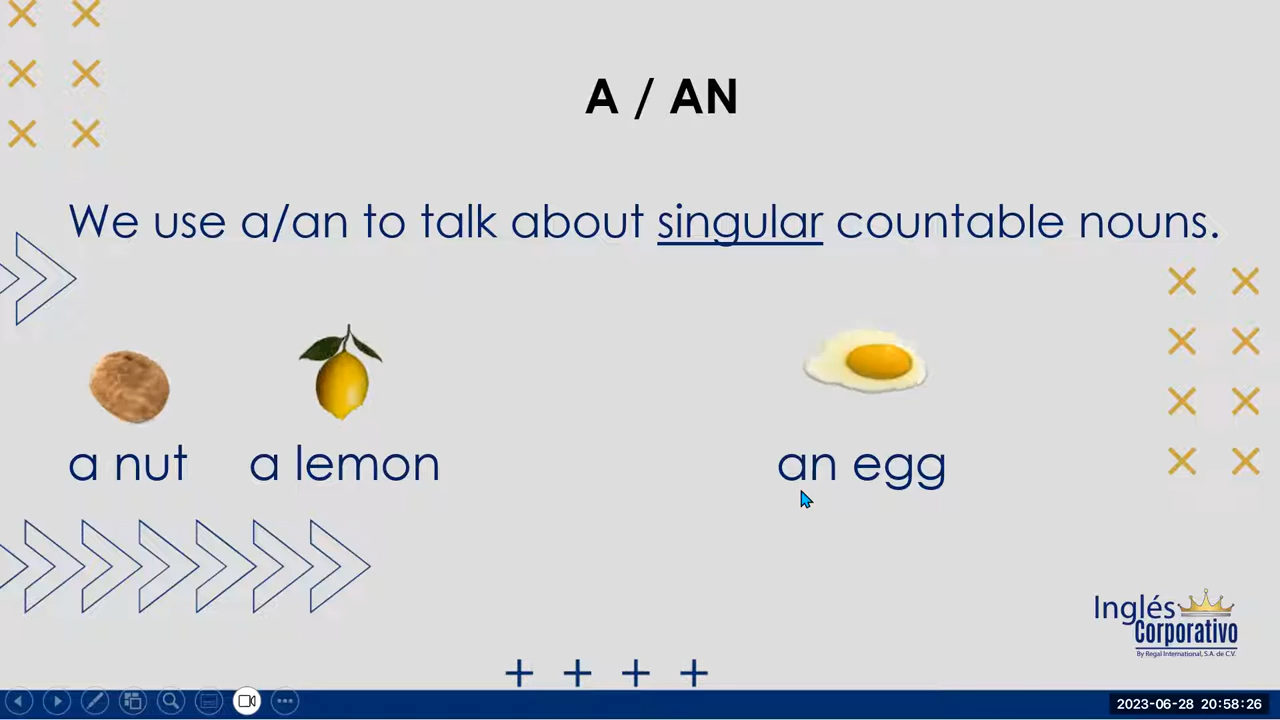 A / AN
We use a/an to talk about singular countable nouns.
a nut a lemon an egg
Inglés
Corporativo
By Regal International, S.A. de C.V.
2023-06-28 20:58:26